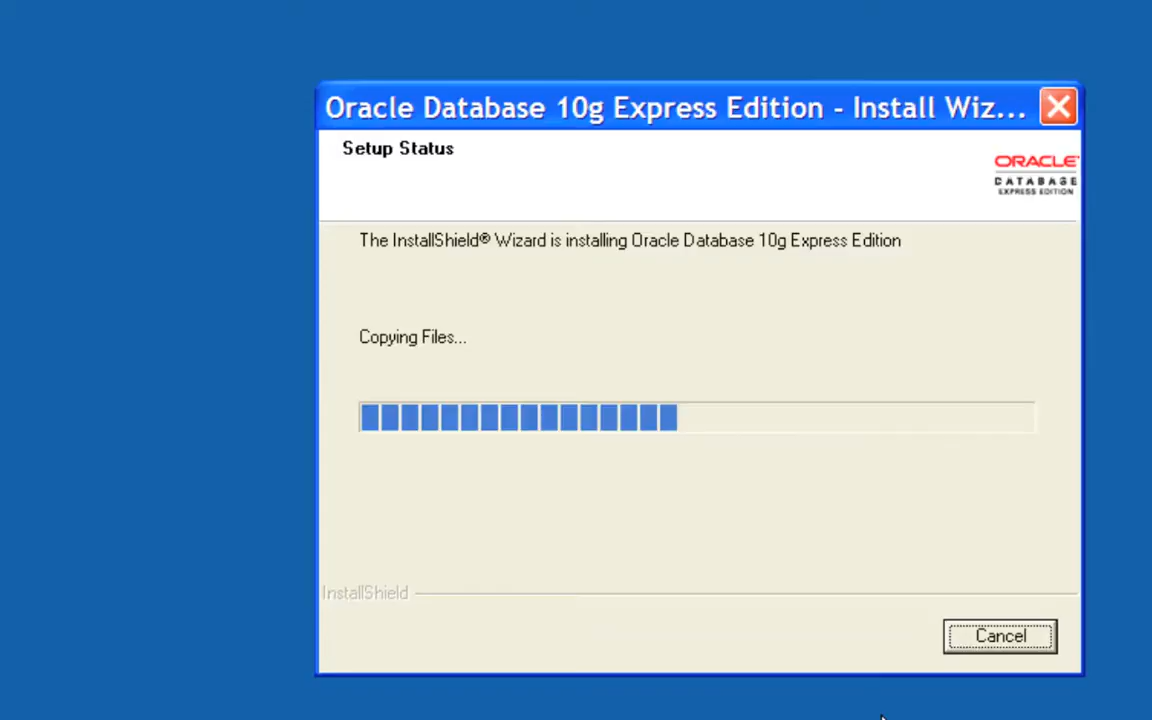 Oracle Database 10g Express Edition - Install Wiz...
Setup Status
ORACLE
DATABASE
EXPRESS EDITION
The InstallShield® Wizard is installing Oracle Database 10g Express Edition
Copying Files...
InstallShield
Cancel